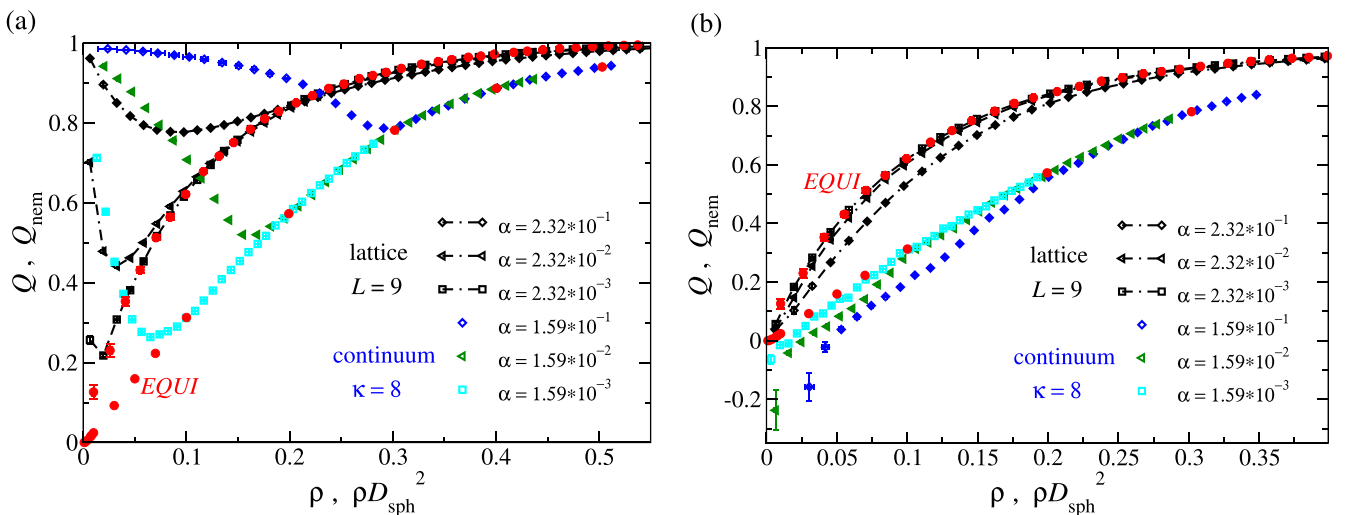 (a)
1
0.8
0.6
0.4
0.2
0
Q , Q_nem
0
0.1
0.2
0.3
0.4
0.5
ρ , ρD_sph^2
EQUI
lattice
L = 9
continuum
κ = 8
α = 2.32*10^-1
α = 2.32*10^-2
α = 2.32*10^-3
α = 1.59*10^-1
α = 1.59*10^-2
α = 1.59*10^-3
(b)
1
0.8
0.6
0.4
0.2
0
-0.2
Q , Q_nem
0
0.05
0.1
0.15
0.2
0.25
0.3
0.35
ρ , ρD_sph^2
EQUI
lattice
L = 9
continuum
κ = 8
α = 2.32*10^-1
α = 2.32*10^-2
α = 2.32*10^-3
α = 1.59*10^-1
α = 1.59*10^-2
α = 1.59*10^-3